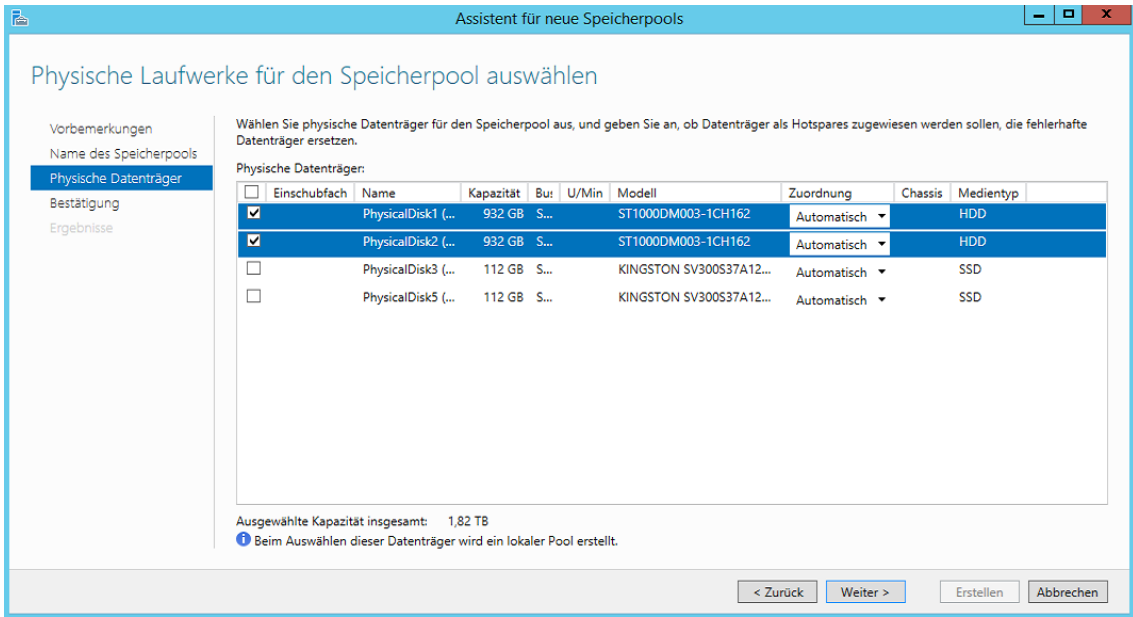 Assistent für neue Speicherpools
Physische Laufwerke für den Speicherpool auswählen
Vorbemerkungen
Name des Speicherpools
Physische Datenträger
Bestätigung
Ergebnisse
Wählen Sie physische Datenträger für den Speicherpool aus, und geben Sie an, ob Datenträger als Hotspares zugewiesen werden sollen, die fehlerhafte
Datenträger ersetzen.
Physische Datenträger:
Einschubfach Name Kapazität Bus U/Min Modell Zuordnung Chassis Medientyp
PhysicalDisk1 (... 932 GB S... ST1000DM003-1CH162 Automatisch HDD
PhysicalDisk2 (... 932 GB S... ST1000DM003-1CH162 Automatisch HDD
PhysicalDisk3 (... 112 GB S... KINGSTON SV300S37A12... Automatisch SSD
PhysicalDisk5 (... 112 GB S... KINGSTON SV300S37A12... Automatisch SSD
Ausgewählte Kapazität insgesamt: 1,82 TB
Beim Auswählen dieser Datenträger wird ein lokaler Pool erstellt.
< Zurück Weiter > Erstellen Abbrechen